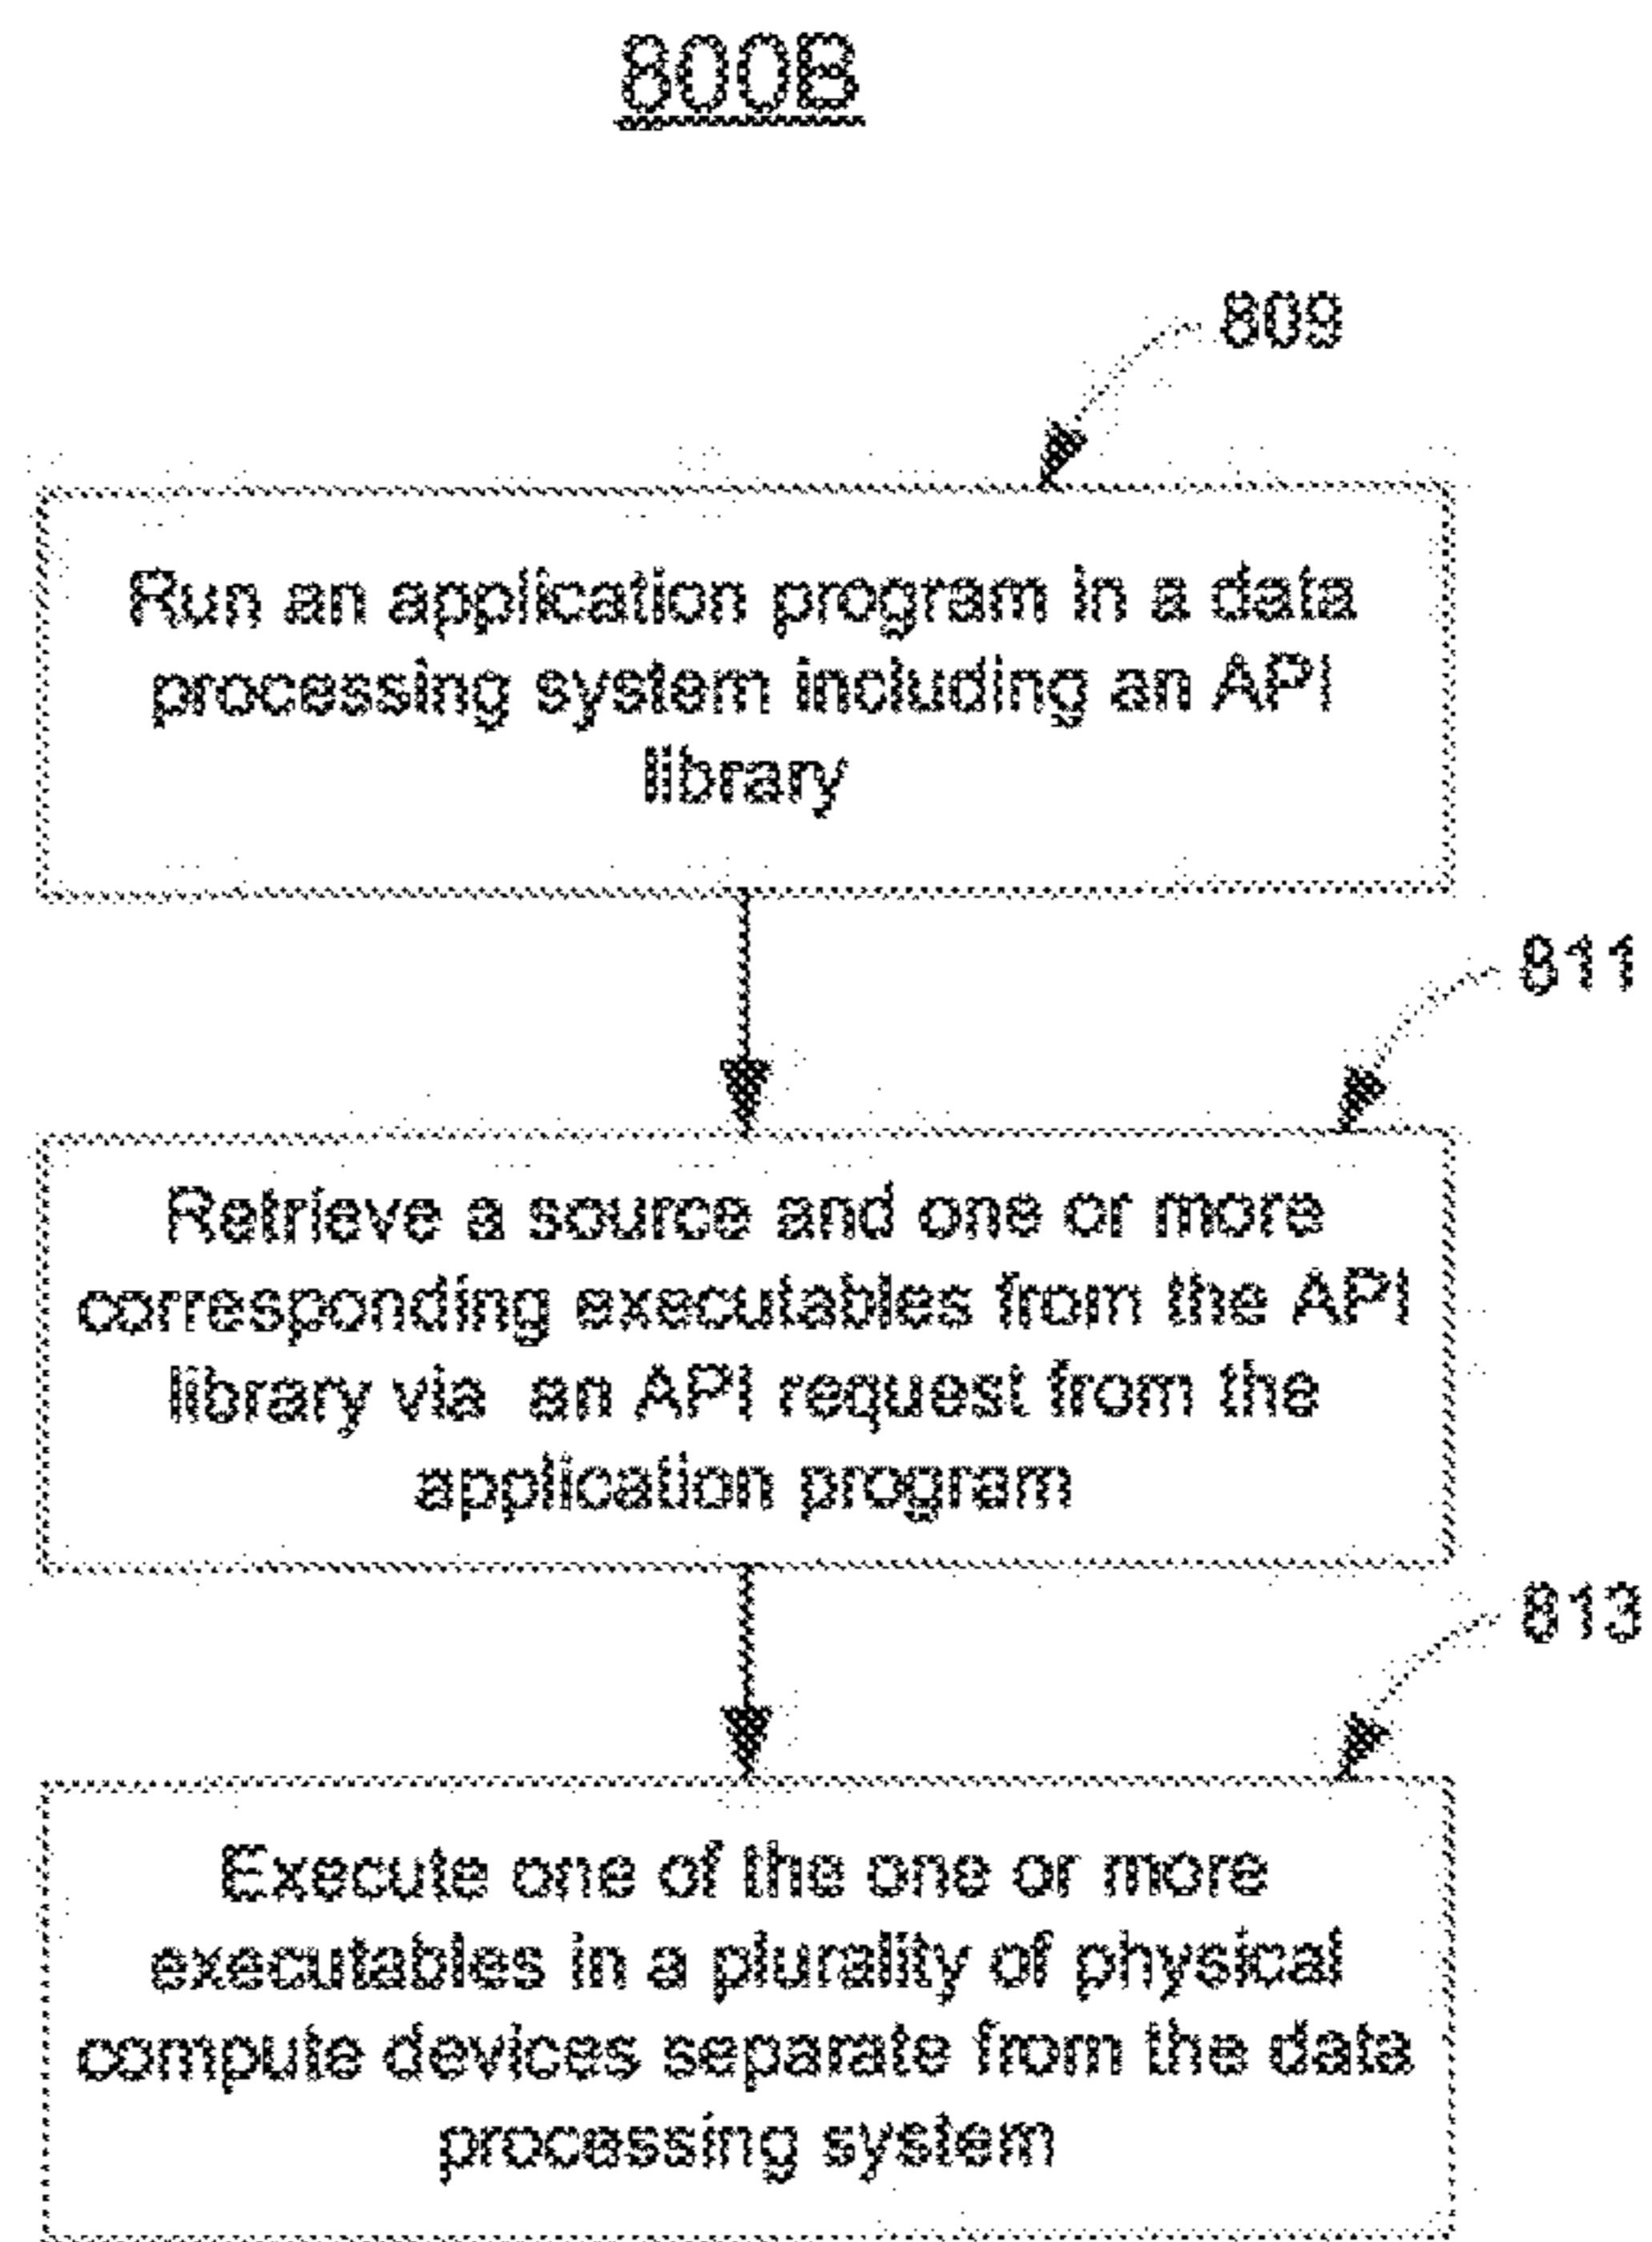 800B
809
Run an application program in a data
processing system including an API
library
811
Retrieve a source and one or more
corresponding executables from the API
library via an API request from the
application program
813
Execute one of the one or more
executables in a plurality of physical
compute devices separate from the data
processing system